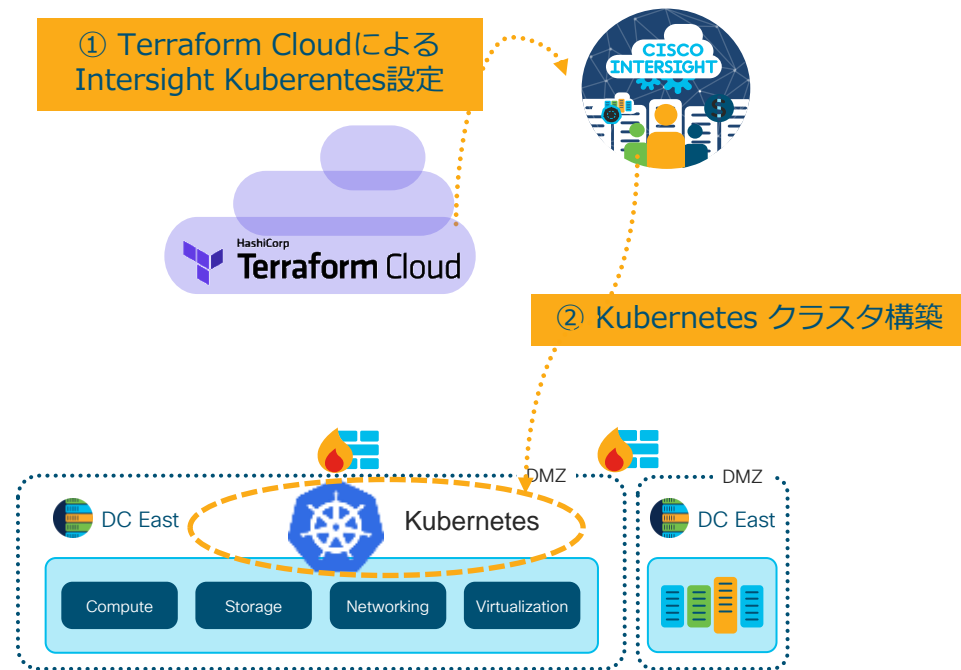 ① Terraform Cloudによる
Intersight Kuberentes設定
CISCO
INTERSIGHT
HashiCorp
Terraform Cloud
② Kubernetes クラスタ構築
DMZ
DMZ
DC East
Kubernetes
DC East
Compute
Storage
Networking
Virtualization